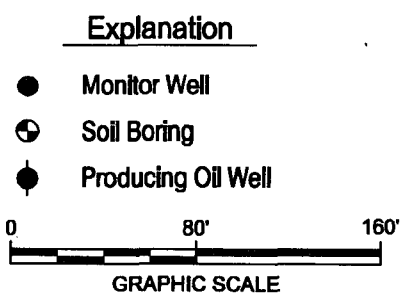 Explanation
Monitor Well
Soil Boring
Producing Oil Well
0 80' 160'
GRAPHIC SCALE